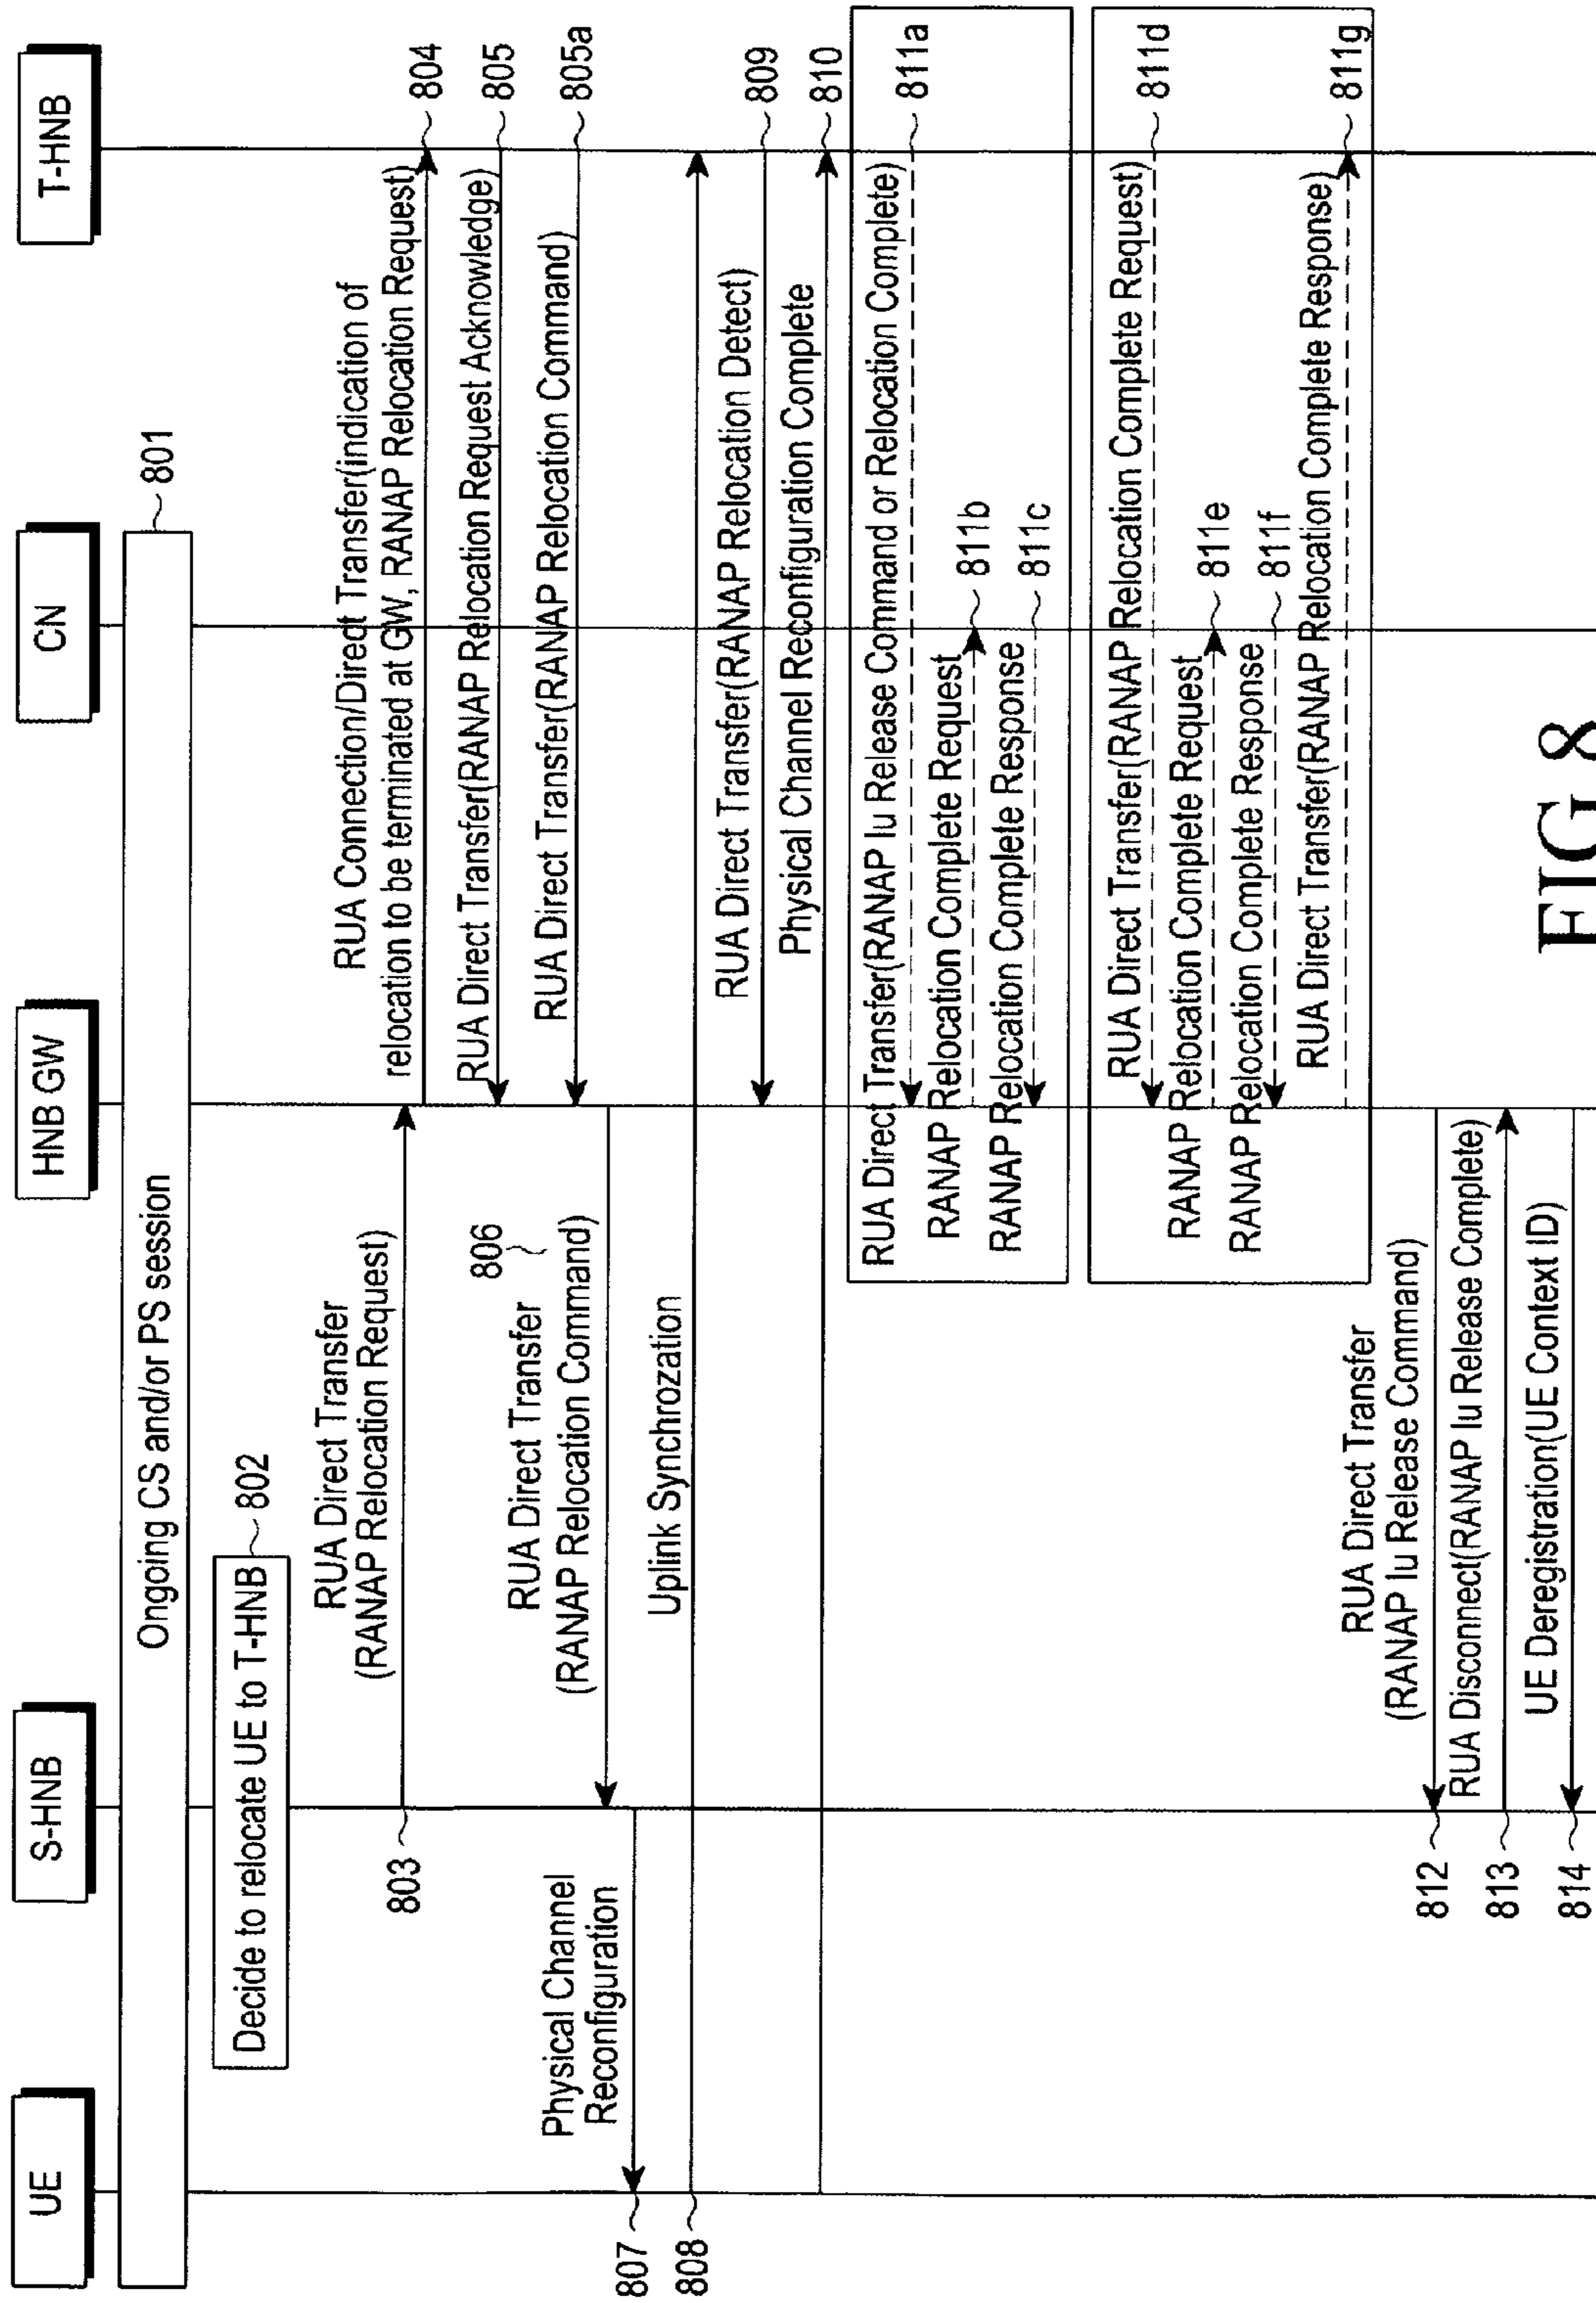 UE
S-HNB
HNB GW
CN
T-HNB
Ongoing CS and/or PS session
801
Decide to relocate UE to T-HNB
802
RUA Direct Transfer
(RANAP Relocation Request)
803
RUA Connection/Direct Transfer(indication of
relocation to be terminated at GW, RANAP Relocation Request)
804
RUA Direct Transfer(RANAP Relocation Request Acknowledge)
805
RUA Direct Transfer(RANAP Relocation Command)
805a
806
RUA Direct Transfer
(RANAP Relocation Command)
Physical Channel
Reconfiguration
807
Uplink Synchrozation
808
RUA Direct Transfer(RANAP Relocation Detect)
809
Physical Channel Reconfiguration Complete
810
RUA Direct Transfer(RANAP Iu Release Command or Relocation Complete)
811a
RANAP Relocation Complete Request
811b
RANAP Relocation Complete Response
811c
RUA Direct Transfer(RANAP Relocation Complete Request)
811d
RANAP Relocation Complete Request
811e
RANAP Relocation Complete Response
811f
RUA Direct Transfer(RANAP Relocation Complete Response)
811g
RUA Direct Transfer
(RANAP Iu Release Command)
812
RUA Disconnect(RANAP Iu Release Complete)
813
UE Deregistration(UE Context ID)
814
FIG 8